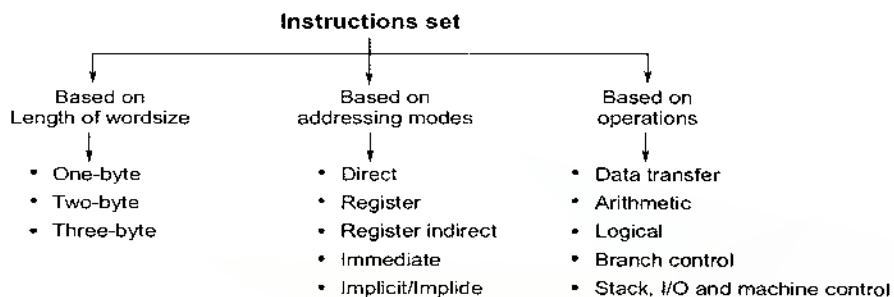 Instructions set
Based on
Length of wordsize
• One-byte
• Two-byte
• Three-byte
Based on
addressing modes
• Direct
• Register
• Register indirect
• Immediate
• Implicit/Implide
Based on
operations
• Data transfer
• Arithmetic
• Logical
• Branch control
• Stack, I/O and machine control